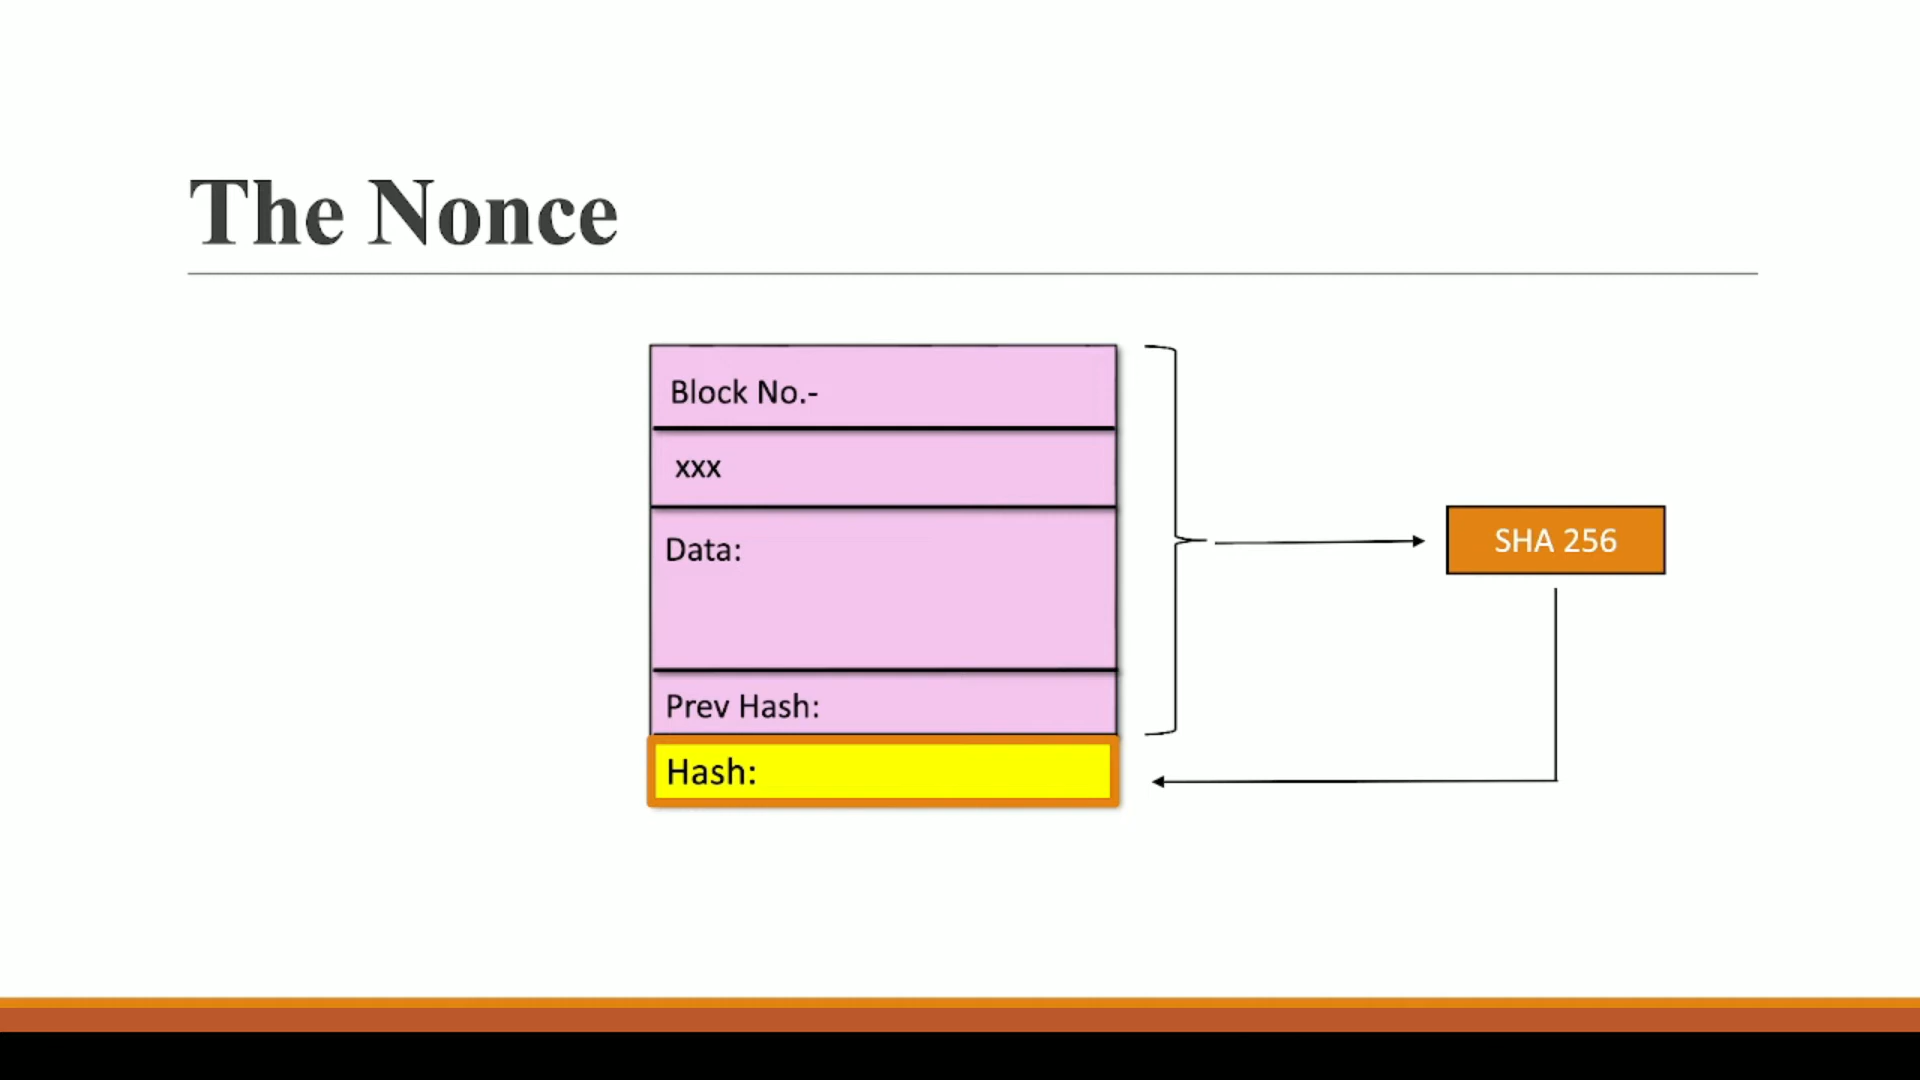 The Nonce
Block No.-
xxx
Data:
Prev Hash:
Hash:
SHA 256